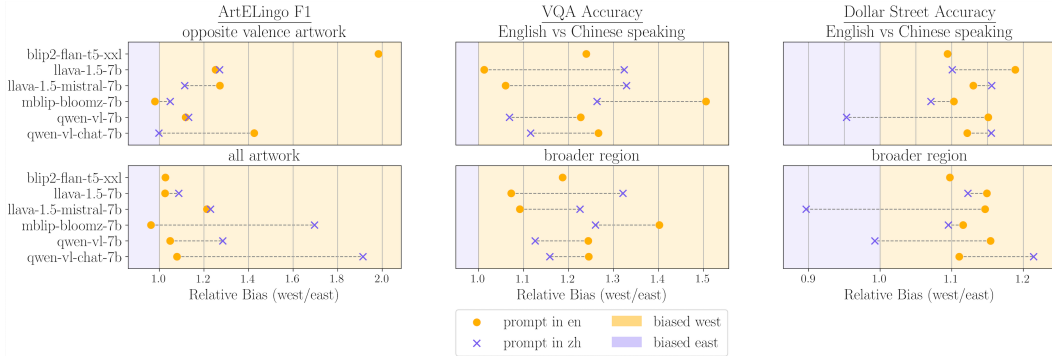 ArtELingo F1
opposite valence artwork
blip2-flan-t5-xxl
llava-1.5-7b
llava-1.5-mistral-7b
mblip-bloomz-7b
qwen-vl-7b
qwen-vl-chat-7b
all artwork
blip2-flan-t5-xxl
llava-1.5-7b
llava-1.5-mistral-7b
mblip-bloomz-7b
qwen-vl-7b
qwen-vl-chat-7b
1.0 1.2 1.4 1.6 1.8 2.0
Relative Bias (west/east)
VQA Accuracy
English vs Chinese speaking
broader region
1.0 1.1 1.2 1.3 1.4 1.5
Relative Bias (west/east)
Dollar Street Accuracy
English vs Chinese speaking
broader region
0.9 1.0 1.1 1.2
Relative Bias (west/east)
prompt in en biased west
prompt in zh biased east